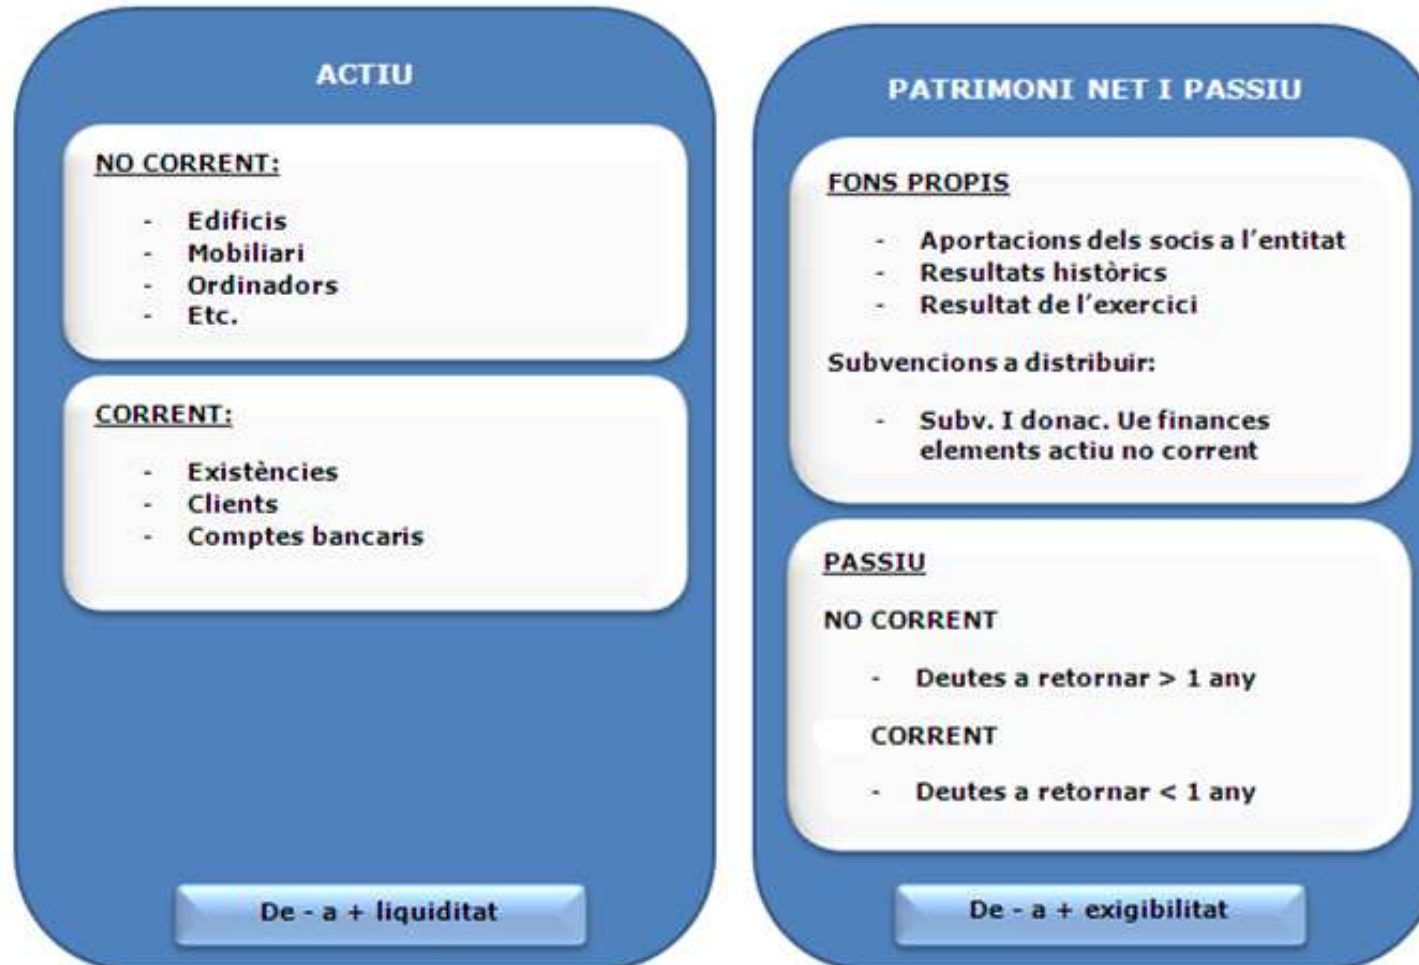 ACTIU
NO CORRENT:
- Edificis
- Mobiliari
- Ordinadors
- Etc.
CORRENT:
- Existències
- Clients
- Comptes bancaris
De - a + liquiditat
PATRIMONI NET I PASSIU
FONS PROPIS
- Aportacions dels socis a l'entitat
- Resultats històrics
- Resultat de l'exercici
Subvencions a distribuir:
- Subv. I donac. Ue finances
elements actiu no corrent
PASSIU
NO CORRENT
- Deutes a retornar > 1 any
CORRENT
- Deutes a retornar < 1 any
De - a + exigibilitat